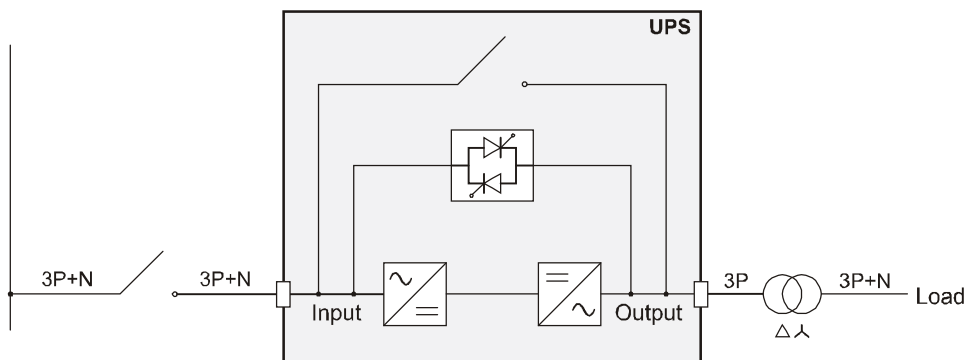 UPS
3P+N
3P+N
Input
Output
3P
3P+N
Load